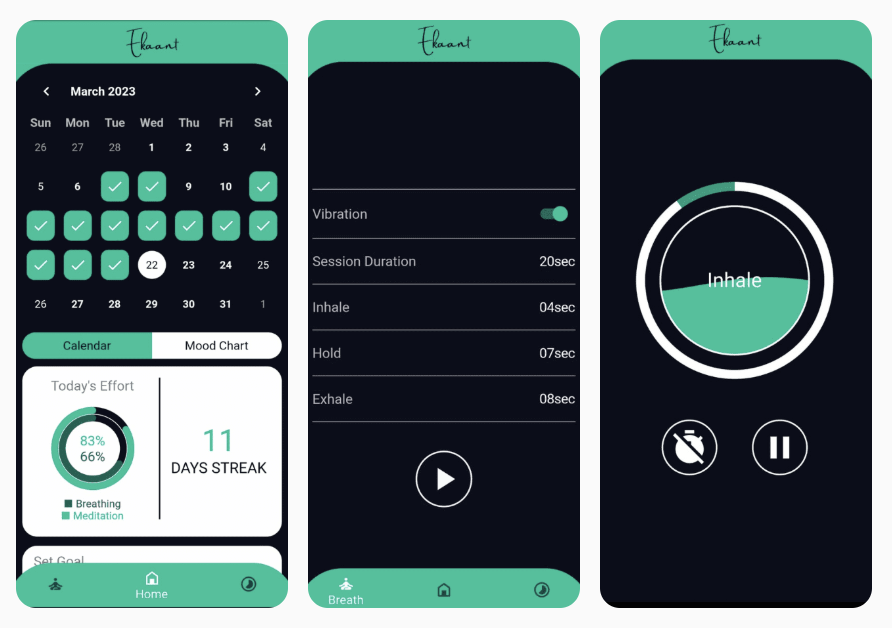 Ekaant
March 2023
Sun Mon Tue Wed Thu Fri Sat
26 27 28 1 2 3 4
5 6 9 10
22 23 24 25
26 27 28 29 30 31 1
Calendar Mood Chart
Today's Effort
83%
66%
Breathing
Meditation
11
DAYS STREAK
Set Goal
Home
Ekaant
Vibration
Session Duration 20sec
Inhale 04sec
Hold 07sec
Exhale 08sec
Breath
Ekaant
Inhale